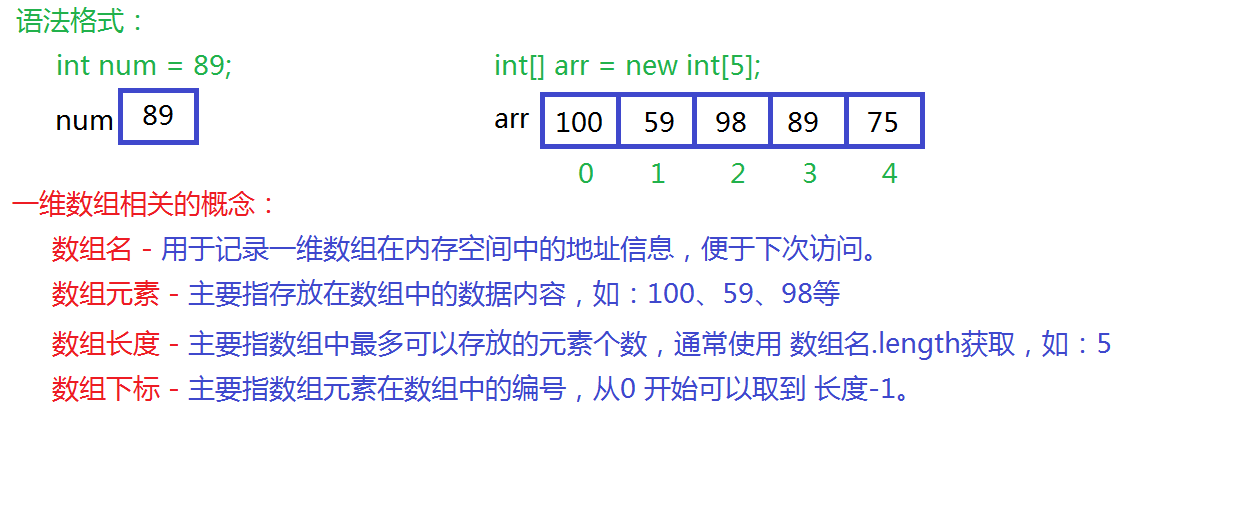 语法格式：
int num = 89;
int[] arr = new int[5];
num 89
arr 100 59 98 89 75
0 1 2 3 4
一维数组相关的概念：
数组名 - 用于记录一维数组在内存空间中的地址信息，便于下次访问。
数组元素 - 主要指存放在数组中的数据内容，如：100、59、98等
数组长度 - 主要指数组中最多可以存放的元素个数，通常使用 数组名.length获取，如：5
数组下标 - 主要指数组元素在数组中的编号，从0 开始可以取到 长度-1。